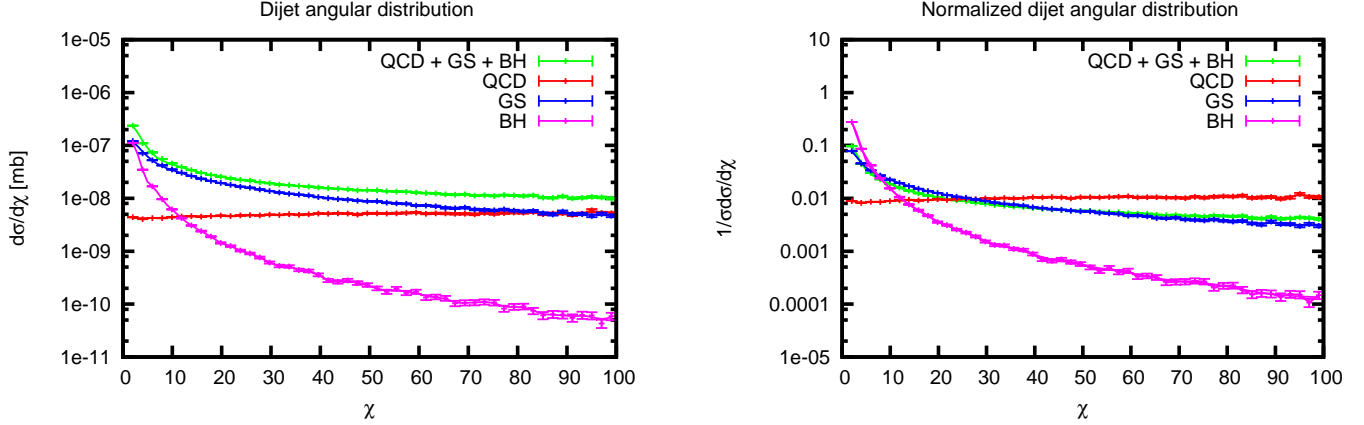 Dijet angular distribution
1e-05
1e-06
1e-07
1e-08
1e-09
1e-10
1e-11
dσ/dχ [mb]
QCD + GS + BH
QCD
GS
BH
0 10 20 30 40 50 60 70 80 90 100
χ
Normalized dijet angular distribution
10
1
0.1
0.01
0.001
0.0001
1e-05
1/σdσ/dχ
QCD + GS + BH
QCD
GS
BH
0 10 20 30 40 50 60 70 80 90 100
χ